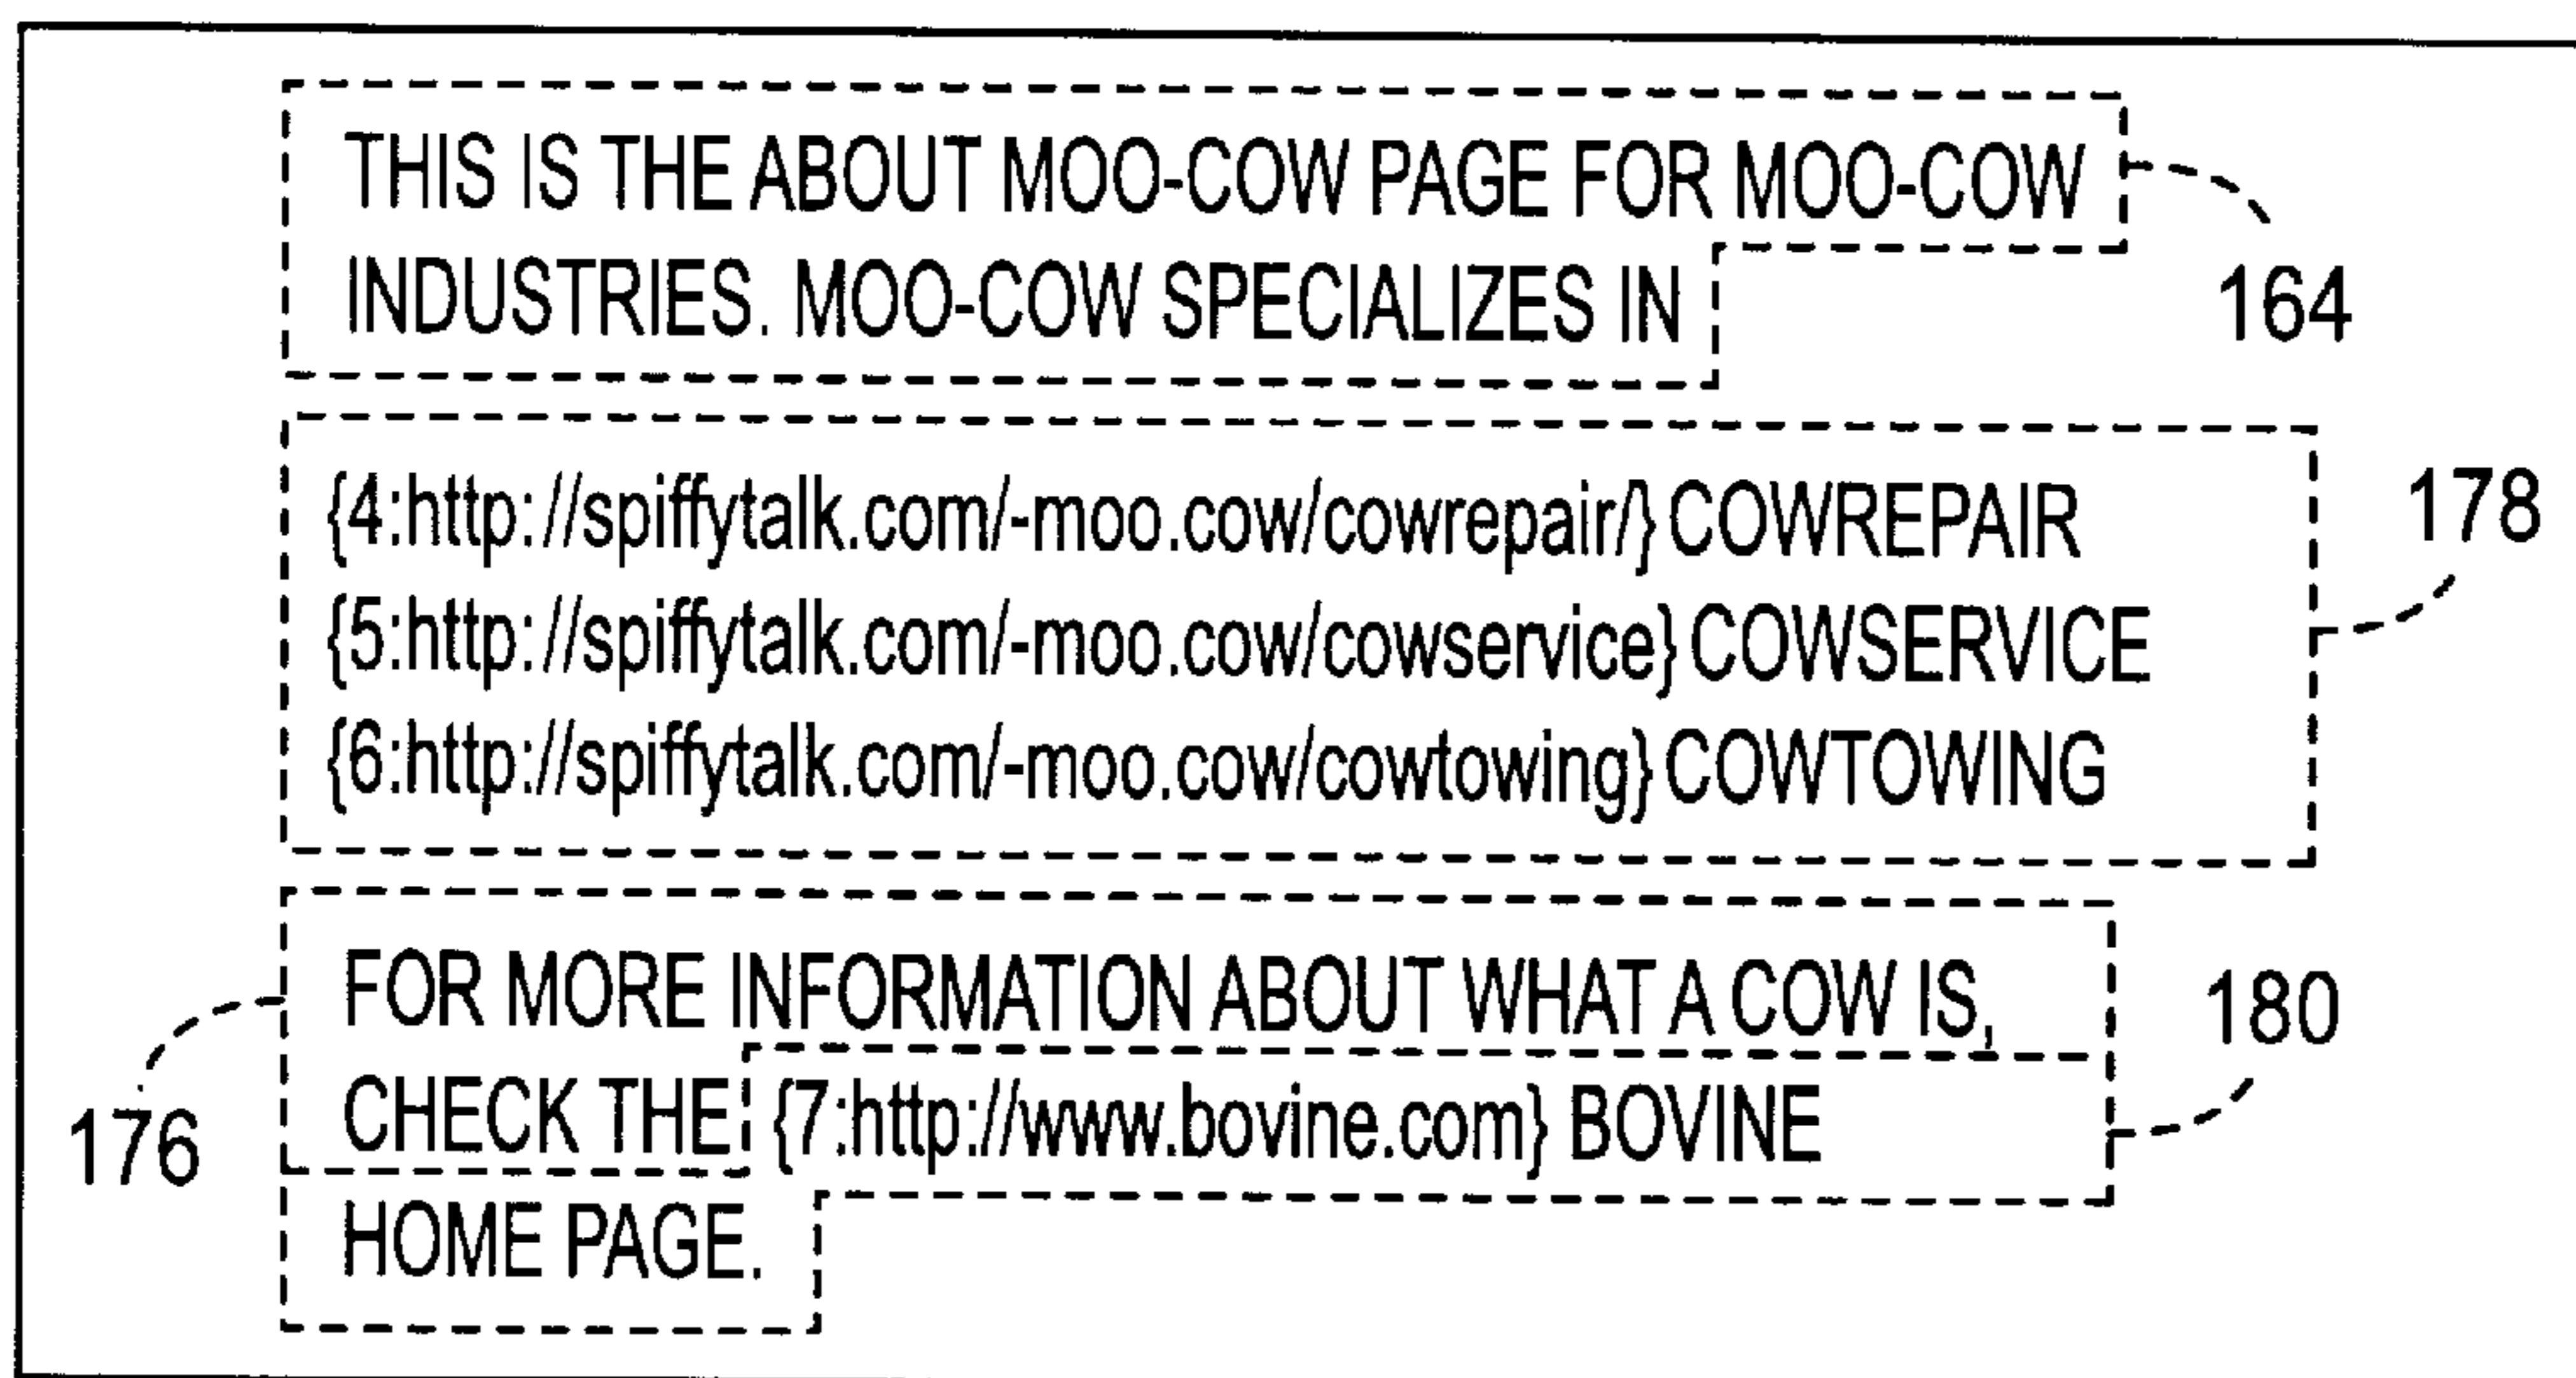 THIS IS THE ABOUT MOO-COW PAGE FOR MOO-COW
INDUSTRIES. MOO-COW SPECIALIZES IN
164
{4:http://spiffytalk.com/-moo.cow/cowrepair/} COWREPAIR
{5:http://spiffytalk.com/-moo.cow/cowservice} COWSERVICE
{6:http://spiffytalk.com/-moo.cow/cowtowing} COWTOWING
178
FOR MORE INFORMATION ABOUT WHAT A COW IS,
CHECK THE {7:http://www.bovine.com} BOVINE
HOME PAGE.
176
180